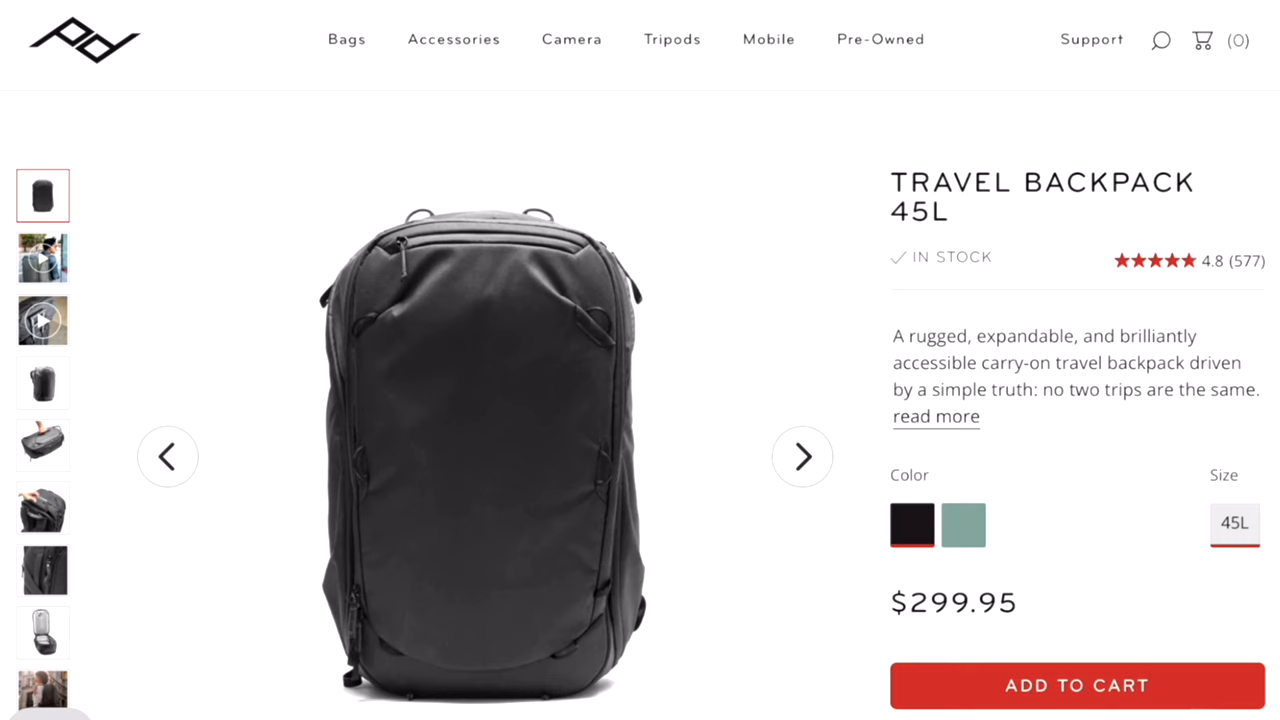 Bags Accessories Camera Tripods Mobile Pre-Owned Support (0)
TRAVEL BACKPACK
45L
IN STOCK 4.8 (577)
A rugged, expandable, and brilliantly
accessible carry-on travel backpack driven
by a simple truth: no two trips are the same.
read more
Color Size
45L
$299.95
ADD TO CART